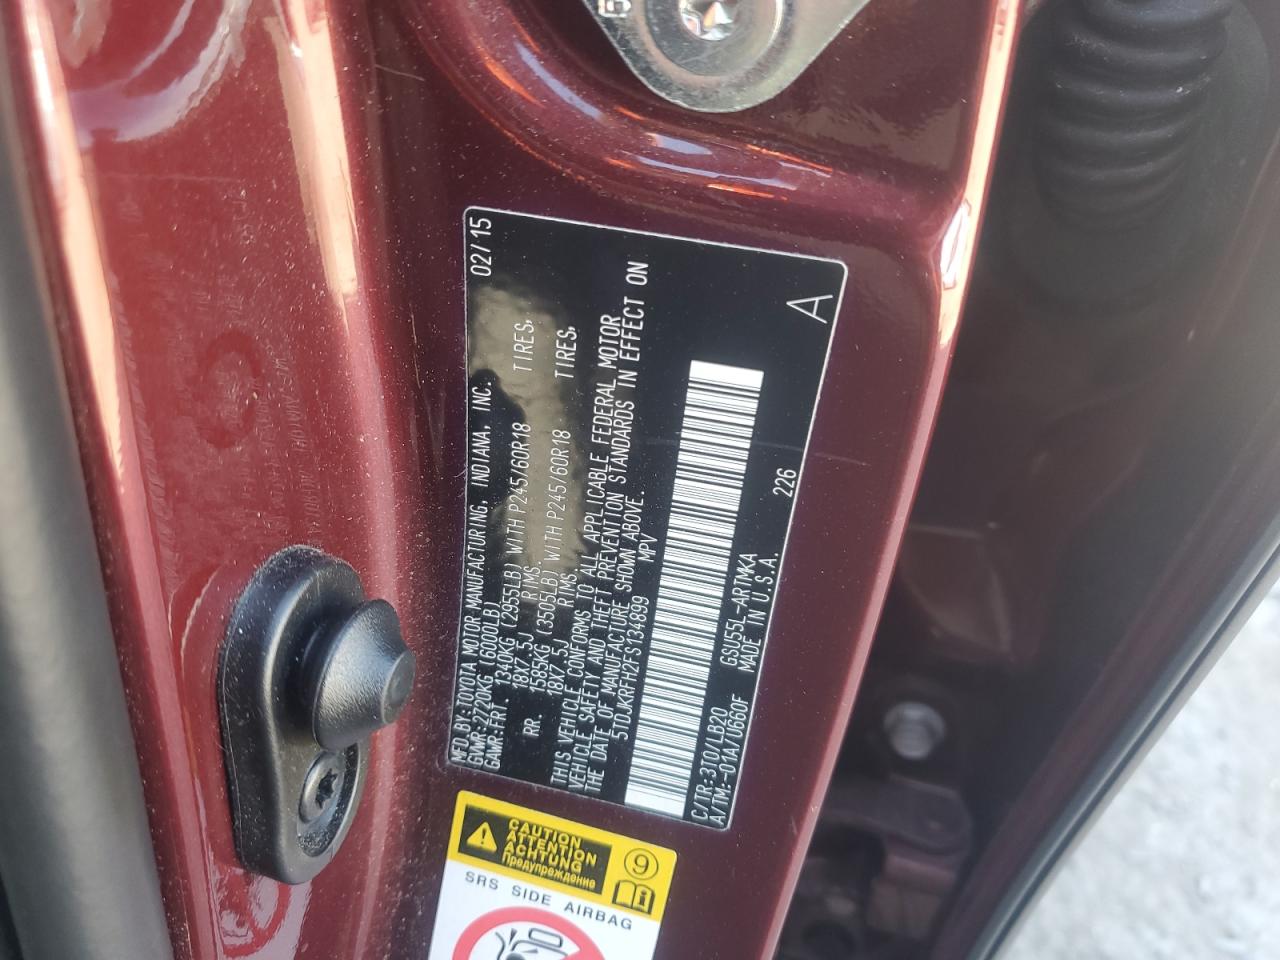 MFD.BY:TOYOTA MOTOR MANUFACTURING, INDIANA, INC. 02/15
GVWR:2720KG (6000LB)
GAWR:FRT. 1340KG (2955LB) WITH P245/60R18 TIRES,
18X7.5J RIMS
RR. 1585KG (3505LB) WITH P245/60R18 TIRES,
18X7.5J RIMS
THIS VEHICLE CONFORMS TO ALL APPLICABLE FEDERAL MOTOR
VEHICLE SAFETY AND THEFT PREVENTION STANDARDS IN EFFECT ON
THE DATE OF MANUFACTURE SHOWN ABOVE.
5TDJKRFH2FS134899 MPV
C/TR:3T0/LB20 GSU55L-ARTMKA
A/TM:-01A/U660F MADE IN U.S.A.
226
A
CAUTION
ATTENTION
ACHTUNG
Предупреждение
9
SRS SIDE AIRBAG